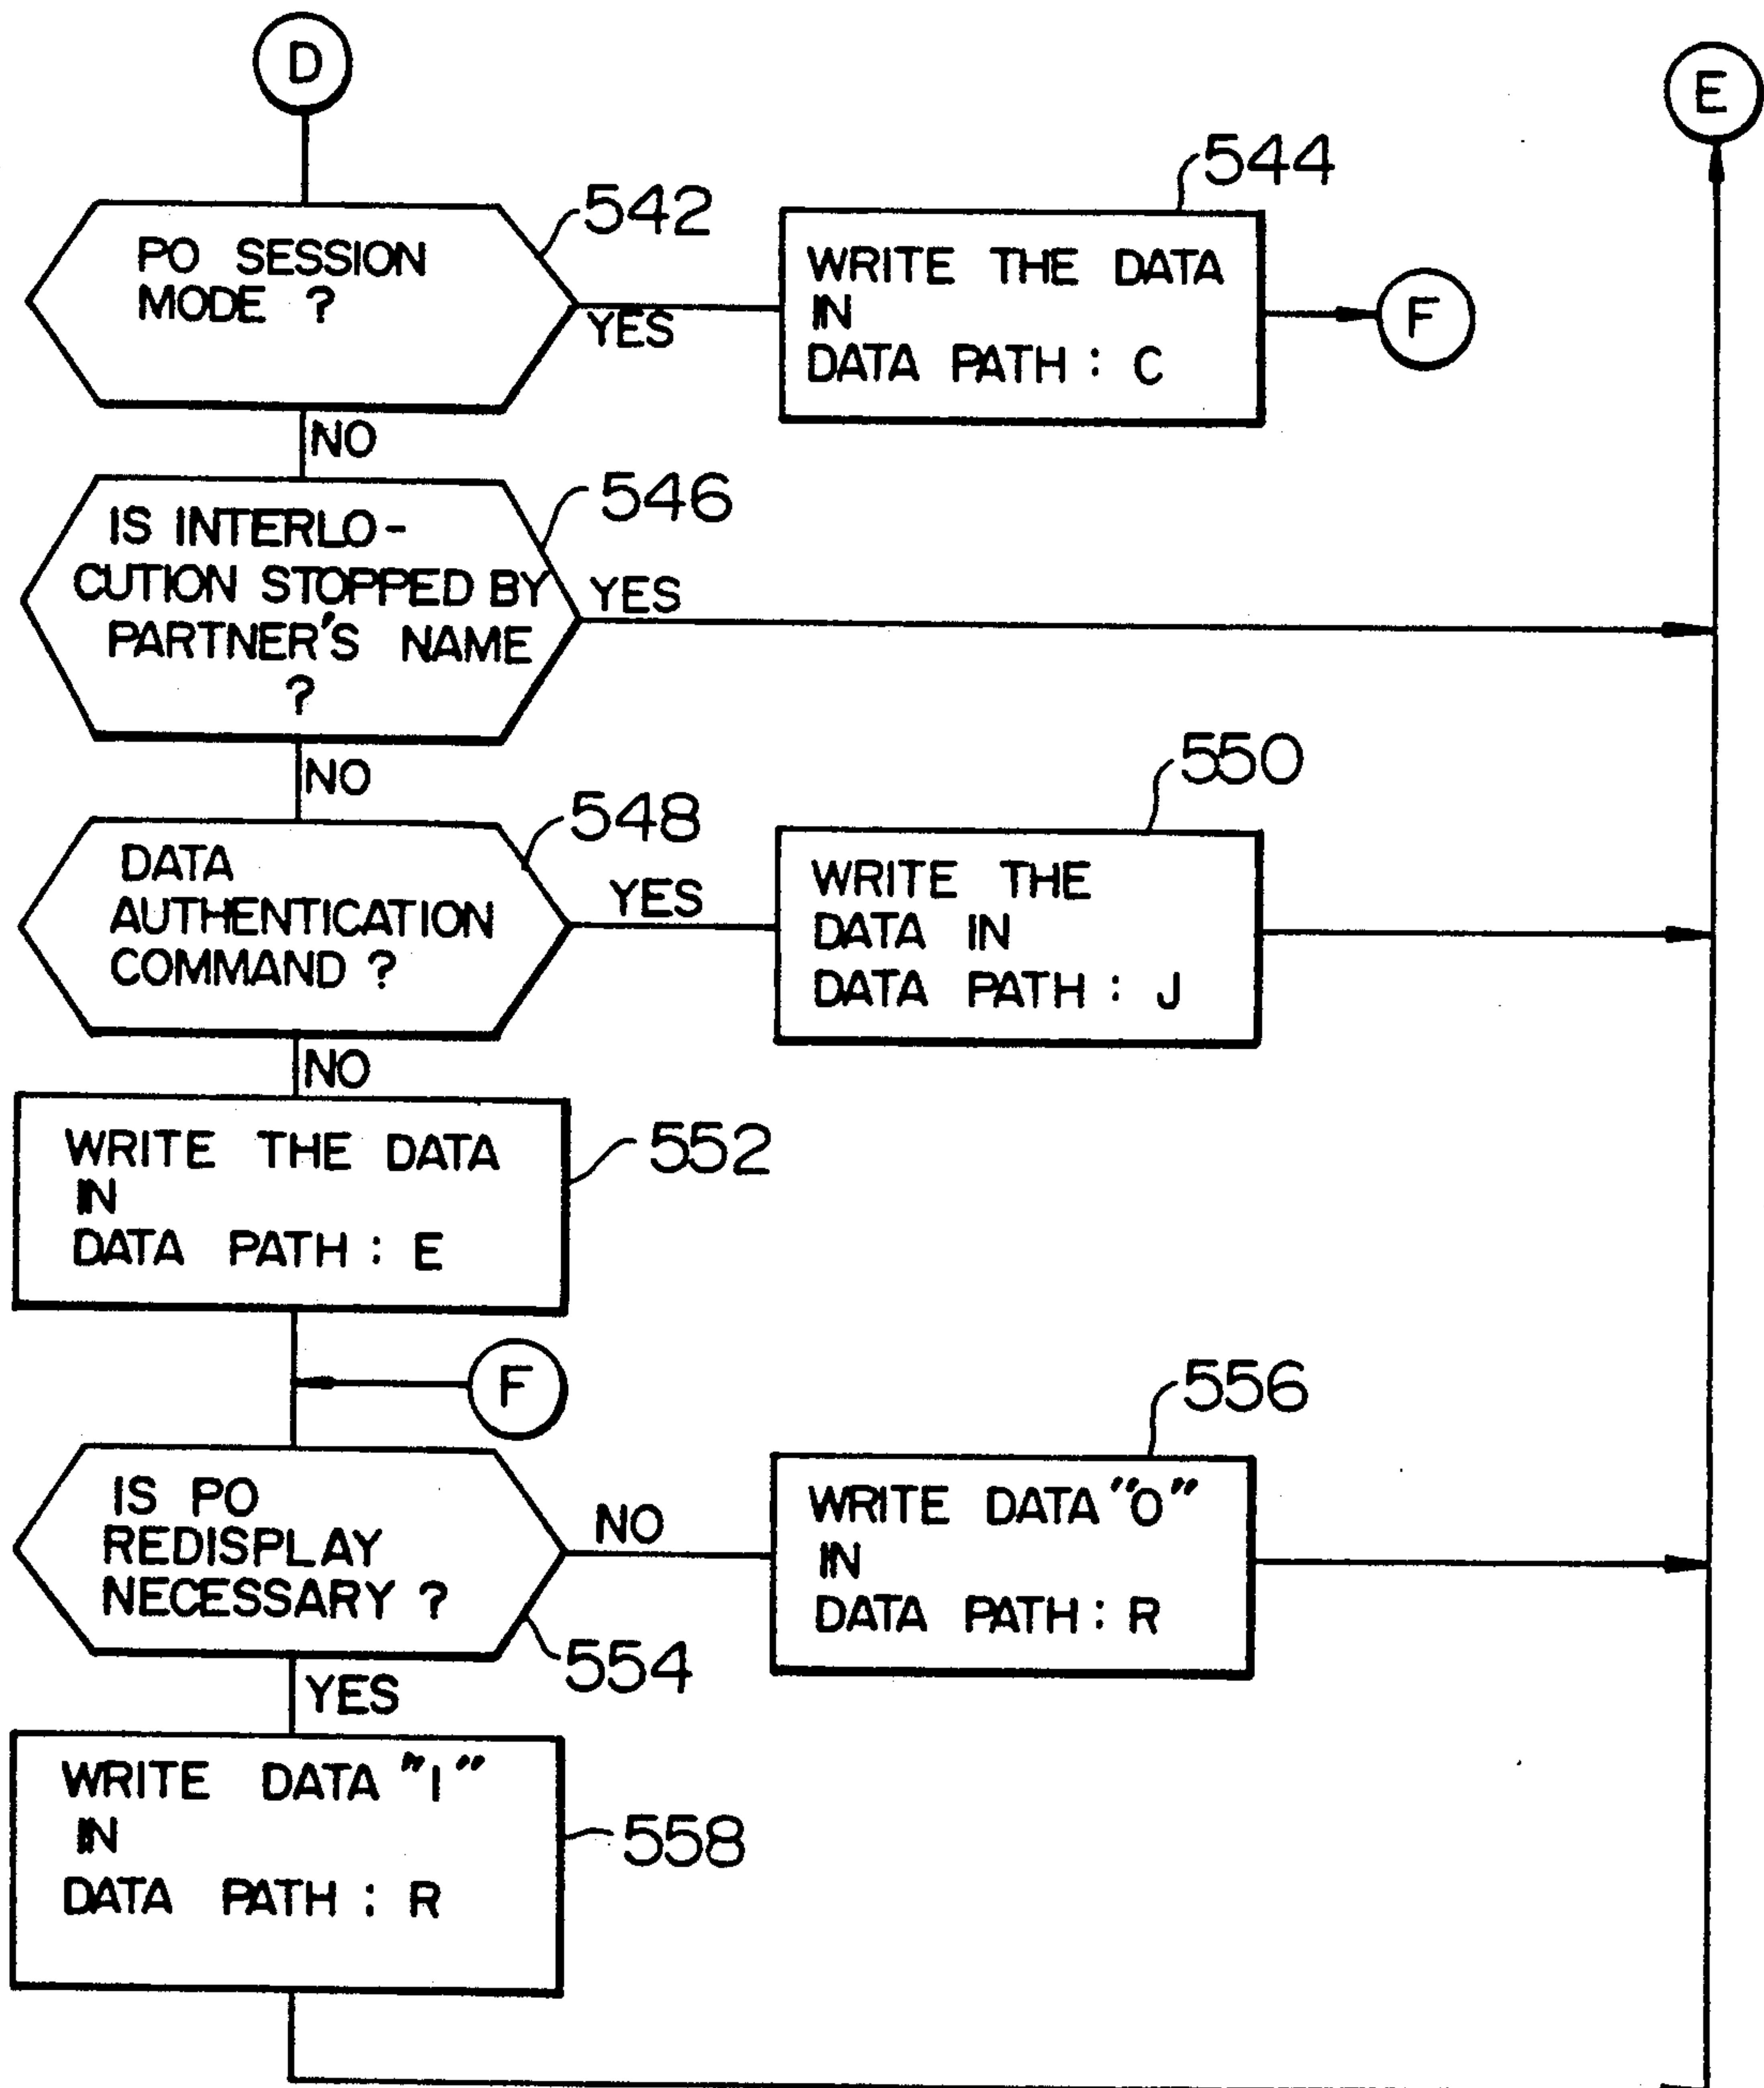 D
E
542
544
PO SESSION
MODE ?
YES
WRITE THE DATA
IN
DATA PATH : C
F
NO
546
IS INTERLO-
CUTION STOPPED BY
PARTNER'S NAME
?
YES
NO
548
550
DATA
AUTHENTICATION
COMMAND ?
YES
WRITE THE
DATA IN
DATA PATH : J
NO
552
WRITE THE DATA
IN
DATA PATH : E
F
556
IS PO
REDISPLAY
NECESSARY ?
NO
WRITE DATA "0"
IN
DATA PATH : R
554
YES
WRITE DATA "1"
IN
DATA PATH : R
558